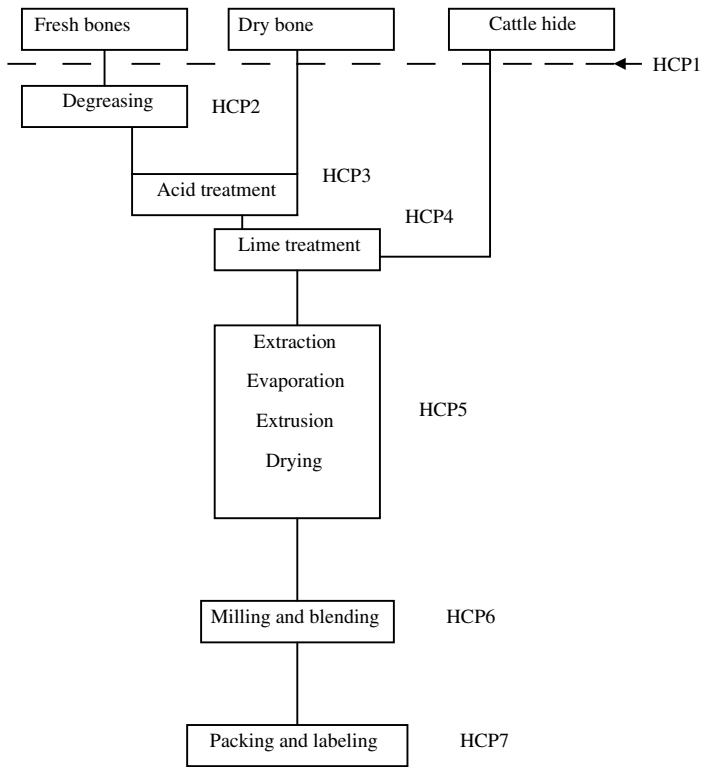 Fresh bones
Dry bone
Cattle hide
HCP1
Degreasing
HCP2
Acid treatment
HCP3
HCP4
Lime treatment
Extraction
Evaporation
HCP5
Extrusion
Drying
Milling and blending
HCP6
Packing and labeling
HCP7